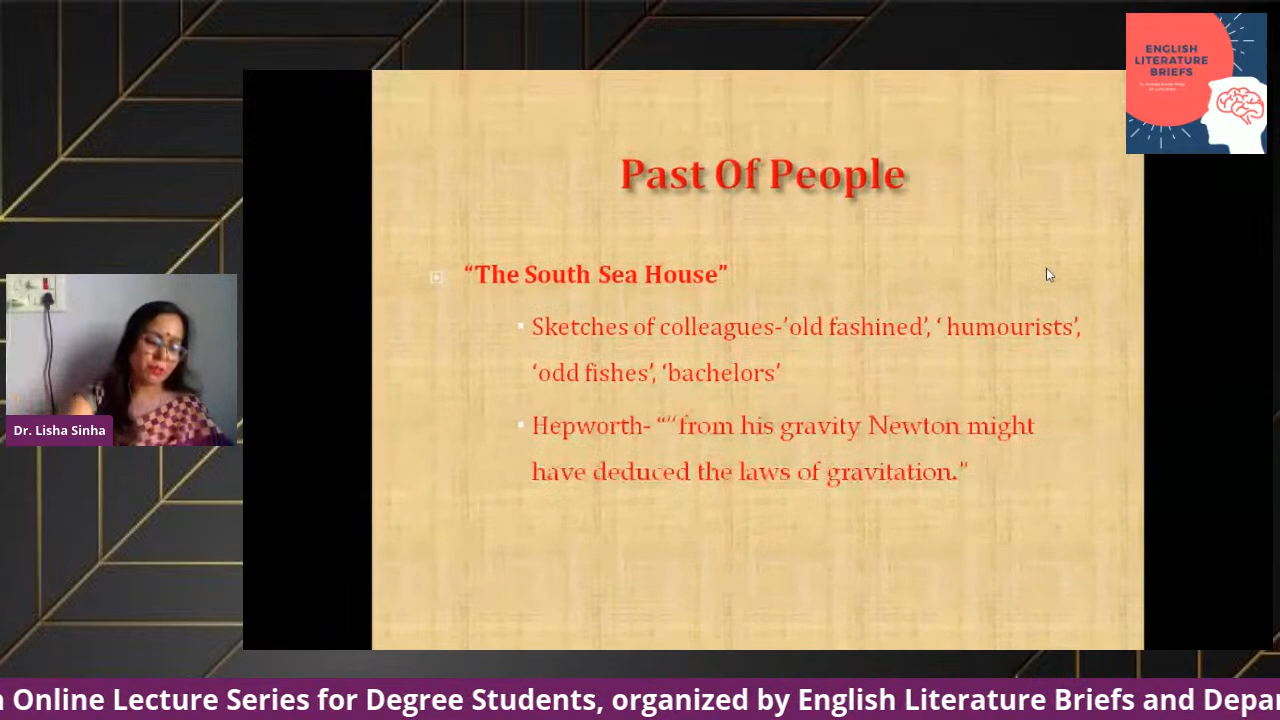 ENGLISH
LITERATURE
BRIEFS
Past Of People
“The South Sea House”
Sketches of colleagues-’old fashined’, ‘ humourists’,
‘odd fishes’, ‘bachelors’
Hepworth- “‘‘from his gravity Newton might
have deduced the laws of gravitation.”
Dr. Lisha Sinha
Online Lecture Series for Degree Students, organized by English Literature Briefs and